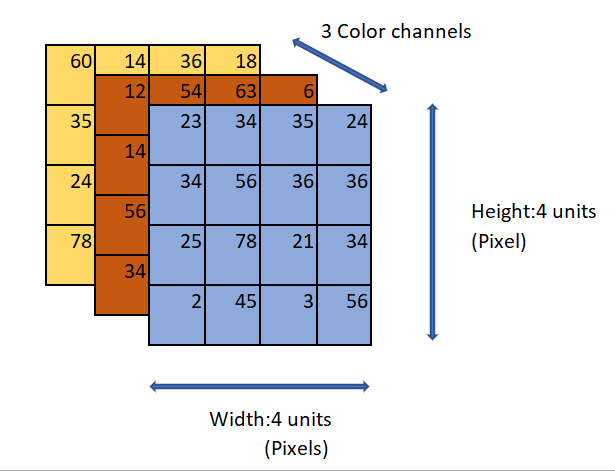 3 Color channels
60 14 36 18
12 54 63 6
35 23 34 35 24
14
24 34 56 36 36
56
78 25 78 21 34
34
2 45 3 56
Height:4 units
(Pixel)
Width:4 units
(Pixels)